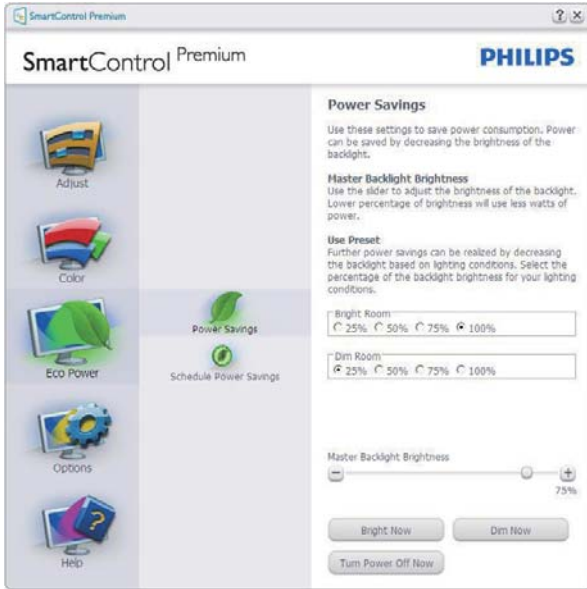 SmartControl Premium
? ×
SmartControl Premium
PHILIPS
Adjust
Color
Eco Power
Options
Help
Power Savings
Schedule Power Savings
Power Savings
Use these settings to save power consumption. Power
can be saved by decreasing the brightness of the
backlight.
Master Backlight Brightness
Use the slider to adjust the brightness of the backlight.
Lower percentage of brightness will use less watts of
power.
Use Preset
Further power savings can be realized by decreasing
the backlight based on lighting conditions. Select the
percentage of the backlight brightness for your lighting
conditions.
Bright Room
25% 50% 75% 100%
Dim Room
25% 50% 75% 100%
Master Backlight Brightness
75%
Bright Now Dim Now
Turn Power Off Now